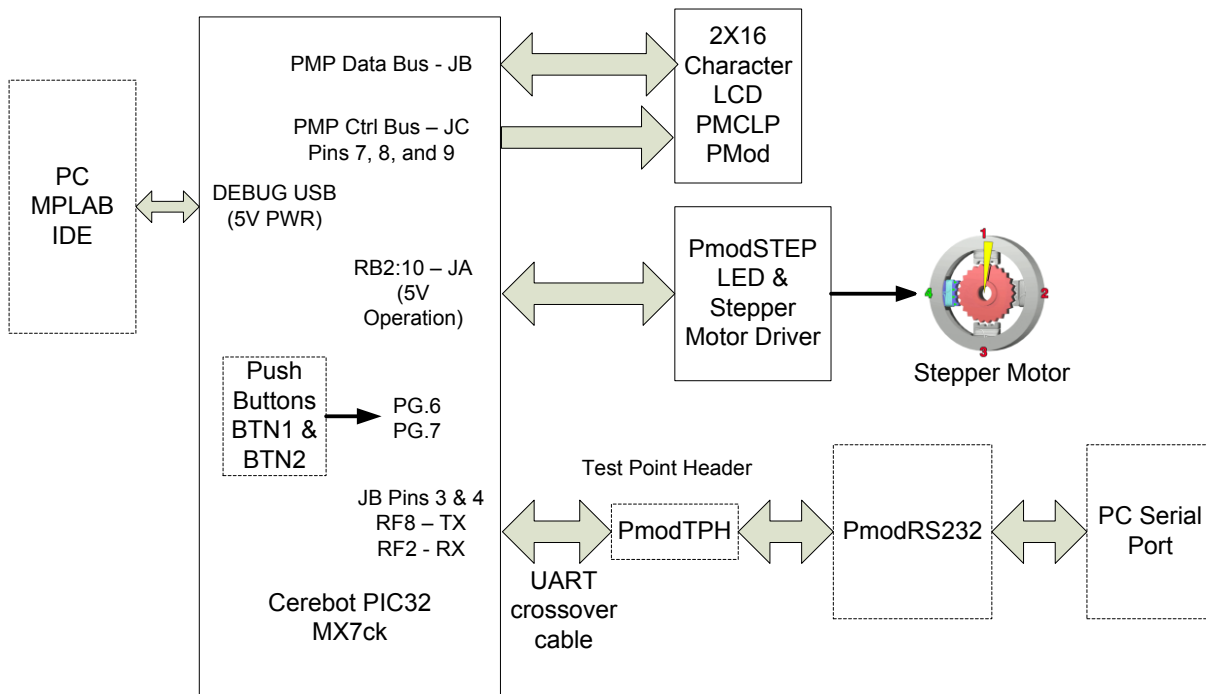 PC
MPLAB
IDE
PMP Data Bus - JB
PMP Ctrl Bus – JC
Pins 7, 8, and 9
DEBUG USB
(5V PWR)
RB2:10 – JA
(5V
Operation)
Push
Buttons
BTN1 &
BTN2
PG.6
PG.7
JB Pins 3 & 4
RF8 – TX
RF2 - RX
Cerebot PIC32
MX7ck
2X16
Character
LCD
PMCLP
PMod
PmodSTEP
LED &
Stepper
Motor Driver
1
2
3
4
Stepper Motor
Test Point Header
PmodTPH
UART
crossover
cable
PmodRS232
PC Serial
Port